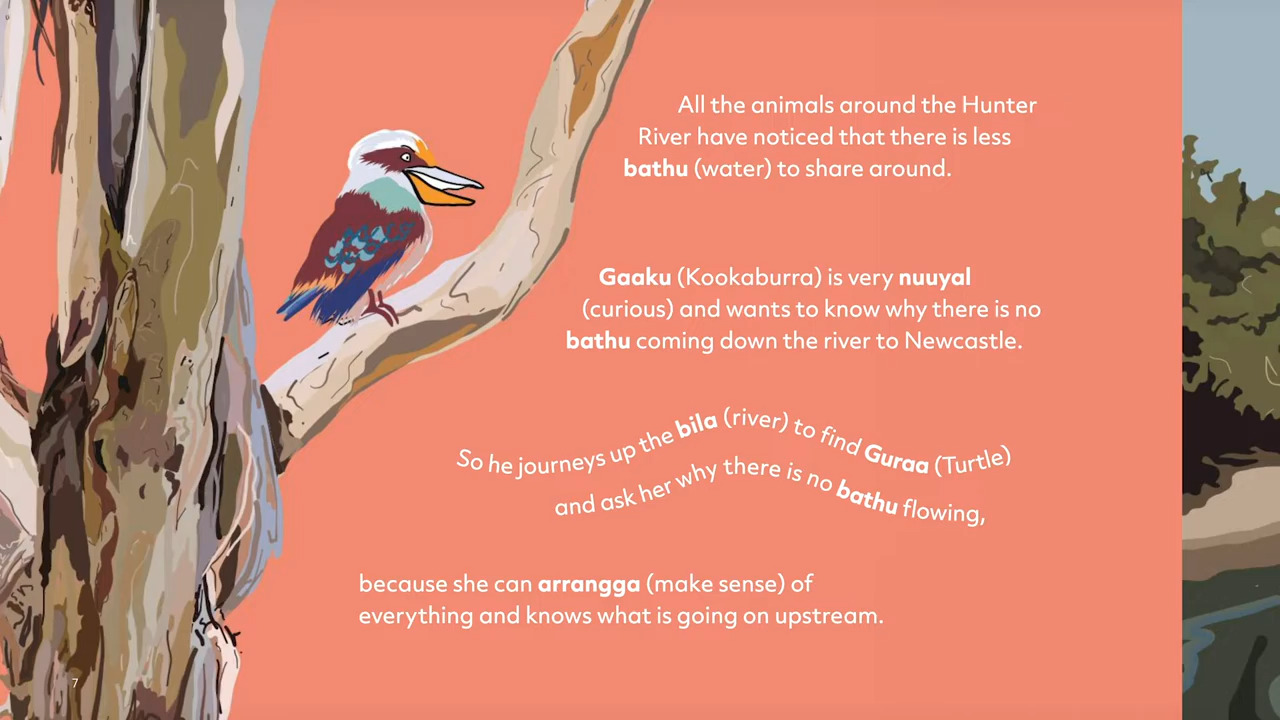 All the animals around the Hunter
River have noticed that there is less
bathu (water) to share around.
Gaaku (Kookaburra) is very nuuyal
(curious) and wants to know why there is no
bathu coming down the river to Newcastle.
So he journeys up the bila (river) to find Guraa (Turtle)
and ask her why there is no bathu flowing,
because she can arrangga (make sense) of
everything and knows what is going on upstream.
7